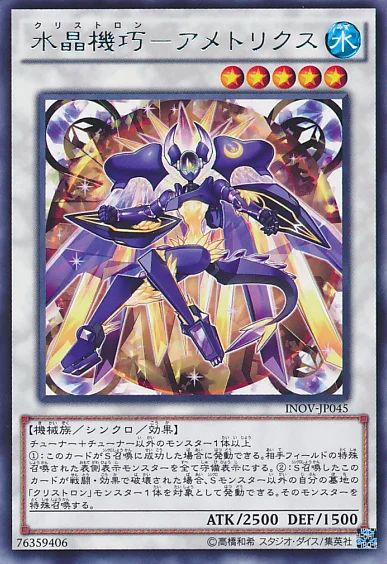 クリストロン
水晶機巧－アメトリクス
水
INOV-JP045
【機械族／シンクロ／効果】
チューナー＋チューナー以外のモンスター1体以上
①：このカードがS召喚に成功した場合に発動できる。相手フィールドの特殊
召喚された表側表示モンスターを全て守備表示にする。②：S召喚したこの
カードが戦闘・効果で破壊された場合、Sモンスター以外の自分の墓地の
「クリストロン」モンスター1体を対象として発動できる。そのモンスターを
特殊召喚する。
ATK/2500 DEF/1500
76359406
©高橋和希 スタジオ・ダイス/集英社